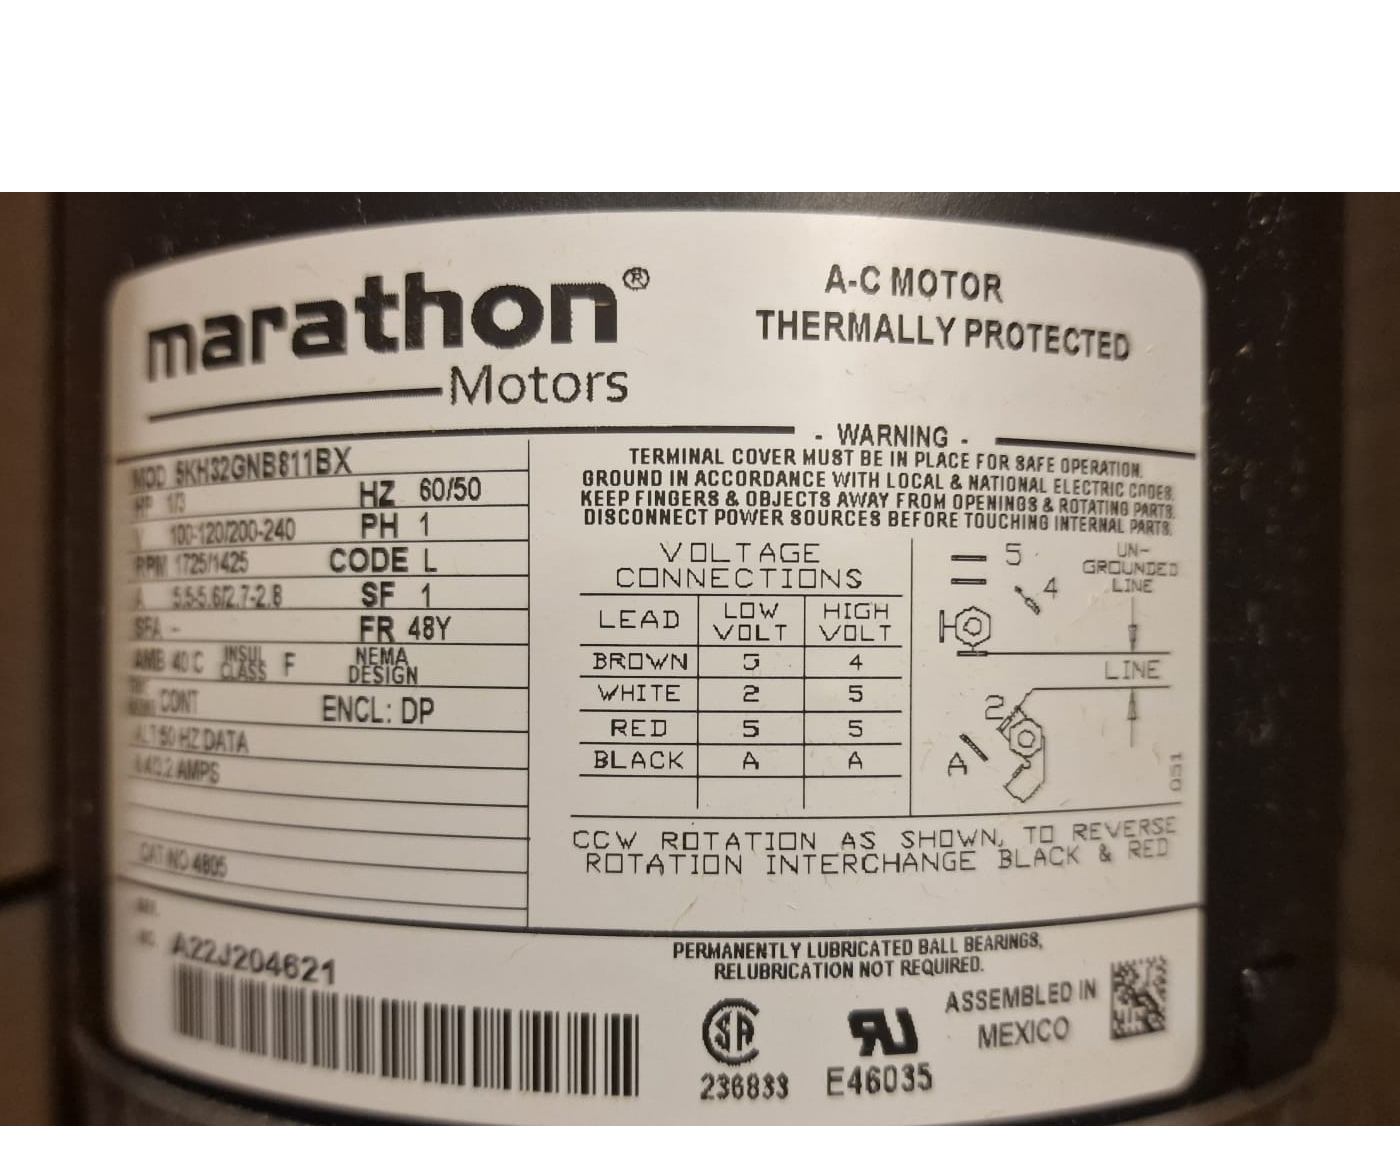 marathon®
Motors
A-C MOTOR
THERMALLY PROTECTED
MOD 5KH32GNB811BX
HP 1/3 HZ 60/50
V 100-120/200-240 PH 1
RPM 1725/1425 CODE L
A 5.5-5.6/2.7-2.8 SF 1
SFA - FR 48Y
AMB 40 C INSUL CLASS F NEMA DESIGN
CONT ENCL: DP
ALT 50 HZ DATA
AMPS
CAT NO 4805
- WARNING -
TERMINAL COVER MUST BE IN PLACE FOR SAFE OPERATION.
GROUND IN ACCORDANCE WITH LOCAL & NATIONAL ELECTRIC CODES.
KEEP FINGERS & OBJECTS AWAY FROM OPENINGS & ROTATING PARTS.
DISCONNECT POWER SOURCES BEFORE TOUCHING INTERNAL PARTS.
VOLTAGE
CONNECTIONS
LEAD LOW VOLT HIGH VOLT
BROWN 5 4
WHITE 2 5
RED 5 5
BLACK A A
5
4
UN-
GROUNDED
LINE
LINE
2
A
051
CCW ROTATION AS SHOWN, TO REVERSE
ROTATION INTERCHANGE BLACK & RED
A22J204621
PERMANENTLY LUBRICATED BALL BEARINGS,
RELUBRICATION NOT REQUIRED.
SA
236833
RU
E46035
ASSEMBLED IN
MEXICO